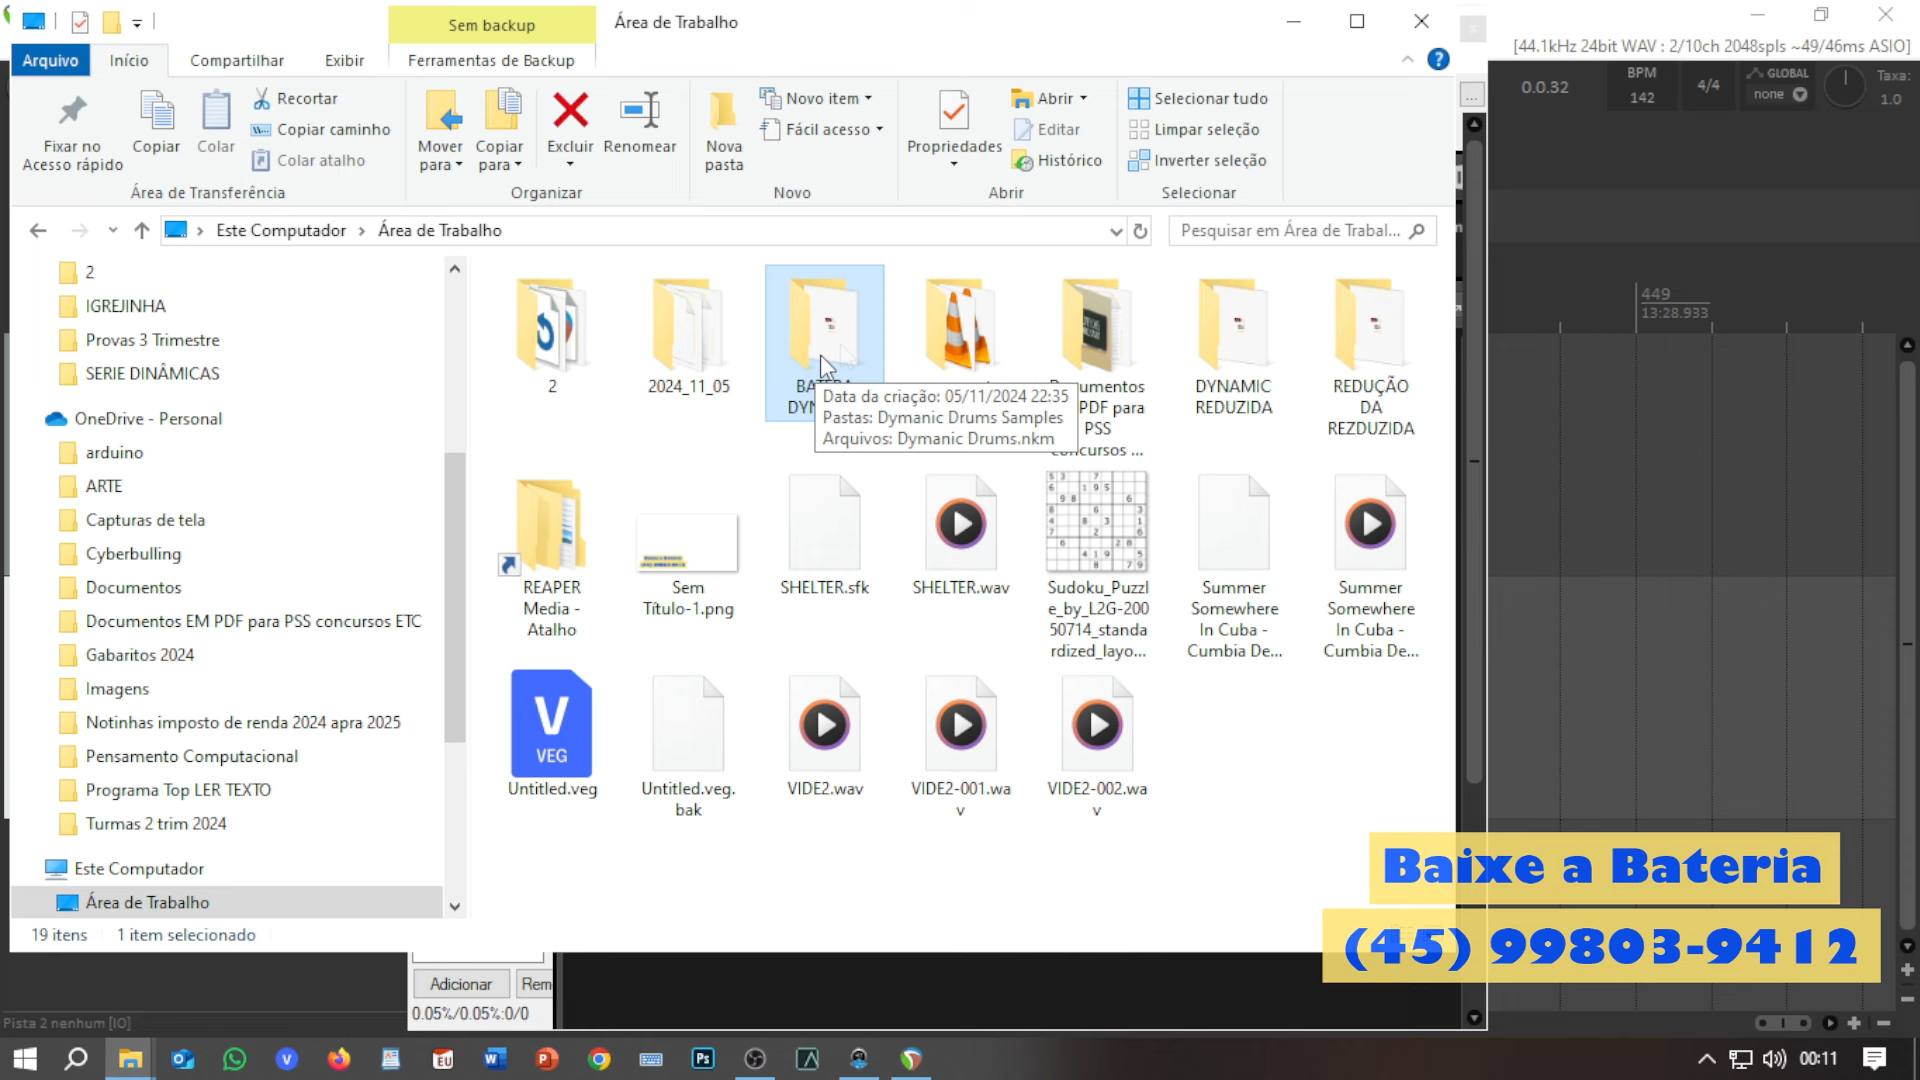 Sem backup
Área de Trabalho
[44.1kHz 24bit WAV : 2/10ch 2048spls ~49/46ms ASIO]
Arquivo
Início
Compartilhar
Exibir
Ferramentas de Backup
0.0.32
BPM
142
4/4
GLOBAL
none
Taxa:
1.0
Fixar no
Acesso rápido
Copiar
Colar
Recortar
Copiar caminho
Colar atalho
Mover
para
Copiar
para
Excluir
Renomear
Nova
pasta
Novo item
Fácil acesso
Propriedades
Abrir
Editar
Histórico
Selecionar tudo
Limpar seleção
Inverter seleção
Área de Transferência
Organizar
Novo
Abrir
Selecionar
Este Computador
Área de Trabalho
Pesquisar em Área de Trabal...
2
IGREJINHA
Provas 3 Trimestre
SERIE DINÂMICAS
OneDrive - Personal
arduino
ARTE
Capturas de tela
Cyberbulling
Documentos
Documentos EM PDF para PSS concursos ETC
Gabaritos 2024
Imagens
Notinhas imposto de renda 2024 apra 2025
Pensamento Computacional
Programa Top LER TEXTO
Turmas 2 trim 2024
Este Computador
Área de Trabalho
2
2024_11_05
Data da criação: 05/11/2024 22:35
Pastas: Dymanic Drums Samples
Arquivos: Dymanic Drums.nkm
PDF para
PSS
concursos ...
DYNAMIC
REDUZIDA
REDUÇÃO
DA
REZDUZIDA
449
13:28.933
REAPER
Media -
Atalho
Sem
Título-1.png
SHELTER.sfk
SHELTER.wav
Sudoku_Puzzl
e_by_L2G-200
50714_standa
rdized_layo...
Summer
Somewhere
In Cuba -
Cumbia De...
Summer
Somewhere
In Cuba -
Cumbia De...
V
VEG
Untitled.veg
Untitled.veg.
bak
VIDE2.wav
VIDE2-001.wa
v
VIDE2-002.wa
v
19 itens
1 item selecionado
Baixe a Bateria
(45) 99803-9412
Adicionar
Rem
0.05%/0.05%:0/0
Pista 2 nenhum [IO]
00:11